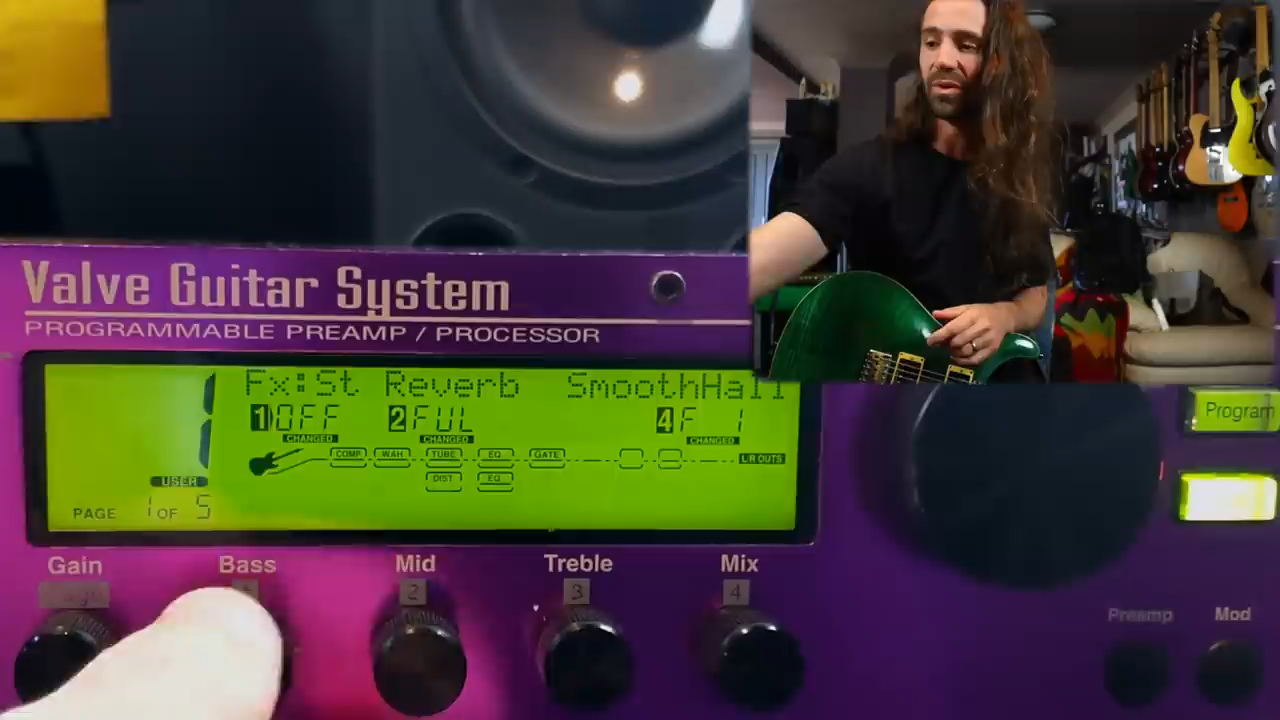 Valve Guitar System
PROGRAMMABLE PREAMP / PROCESSOR
1 Fx:St Reverb SmoothHall
1 OFF 2 FUL 4 F 1
CHANGED CHANGED CHANGED
COMP WAH TUBE EQ GATE L/R OUTS
DIST EQ
USER
PAGE 1 OF 5
Program
Gain Bass Mid Treble Mix
2 3 4
Preamp Mod